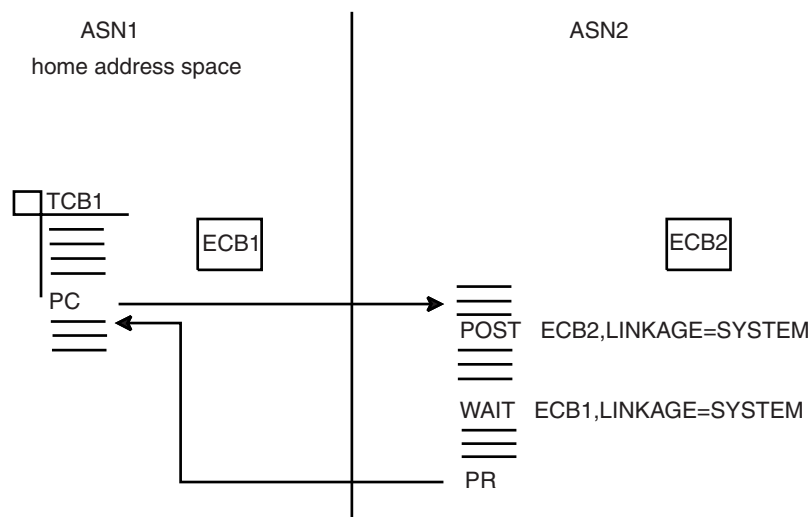 ASN1
home address space
ASN2
TCB1
ECB1
ECB2
PC
POST ECB2,LINKAGE=SYSTEM
WAIT ECB1,LINKAGE=SYSTEM
PR